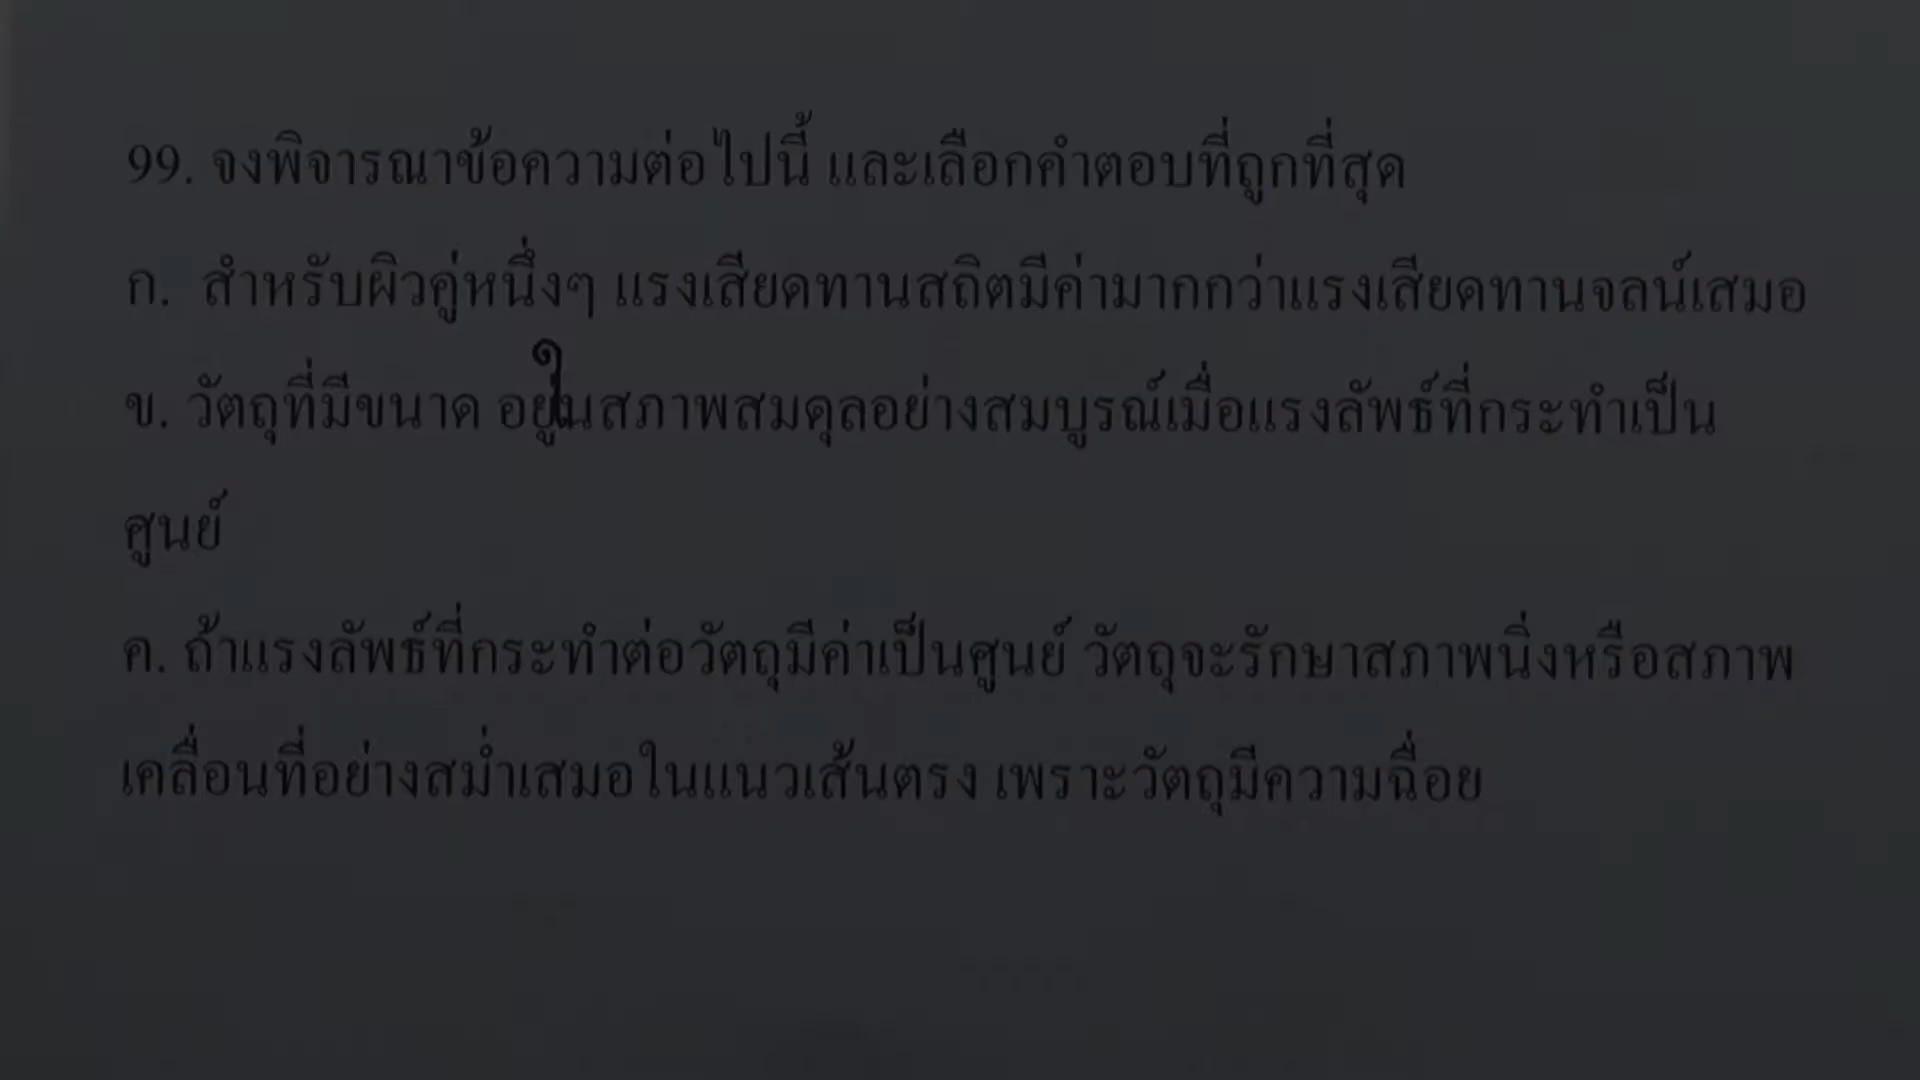 99. จงพิจารณาข้อความต่อไปนี้ และเลือกคำตอบที่ถูกที่สุด
ก. สำหรับผิวคู่หนึ่งๆ แรงเสียดทานสถิตมีค่ามากกว่าแรงเสียดทานจลน์เสมอ
ข. วัตถุที่มีขนาด อยู่ในสภาพสมดุลอย่างสมบูรณ์เมื่อแรงลัพธ์ที่กระทำเป็น
ศูนย์
ค. ถ้าแรงลัพธ์ที่กระทำต่อวัตถุมีค่าเป็นศูนย์ วัตถุจะรักษาสภาพนิ่งหรือสภาพ
เคลื่อนที่อย่างสม่ำเสมอในแนวเส้นตรง เพราะวัตถุมีความฉื่อย